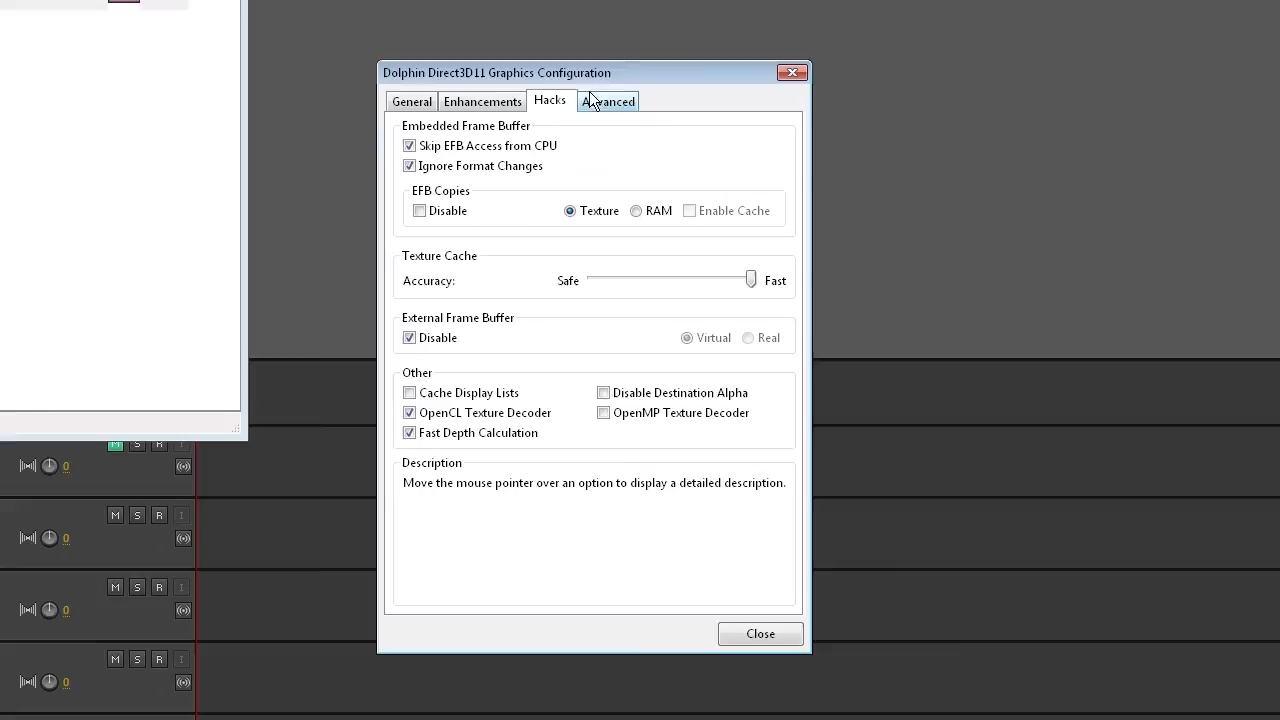 Dolphin Direct3D11 Graphics Configuration
General Enhancements Hacks Advanced
Embedded Frame Buffer
Skip EFB Access from CPU
Ignore Format Changes
EFB Copies
Disable Texture RAM Enable Cache
Texture Cache
Accuracy: Safe Fast
External Frame Buffer
Disable Virtual Real
Other
Cache Display Lists Disable Destination Alpha
OpenCL Texture Decoder OpenMP Texture Decoder
Fast Depth Calculation
Description
Move the mouse pointer over an option to display a detailed description.
Close
M S R I
0
M S R I
0
M S R I
0
M S R I
0